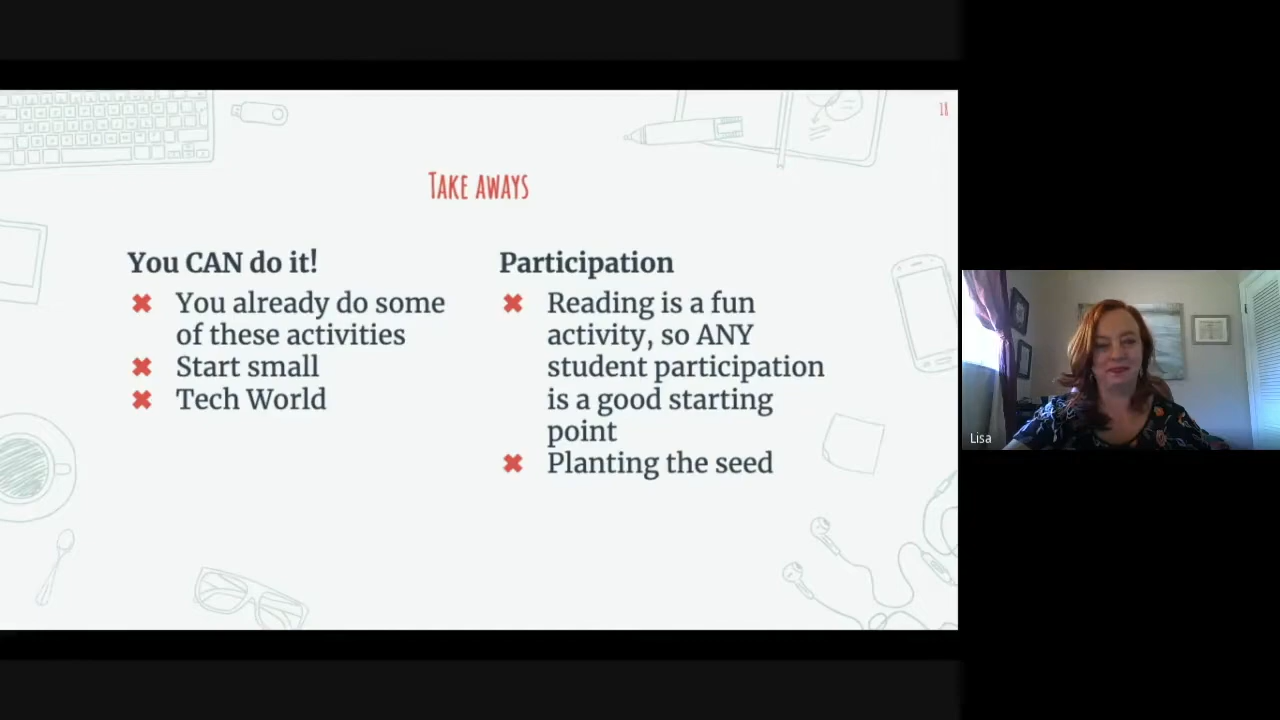 18
Take aways
You CAN do it!
You already do some
of these activities
Start small
Tech World
Participation
Reading is a fun
activity, so ANY
student participation
is a good starting
point
Planting the seed
Lisa